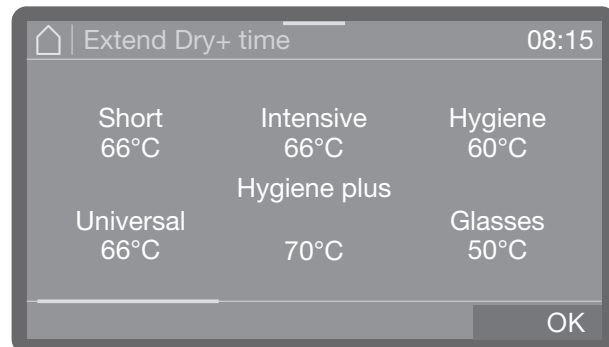 Extend Dry+ time 08:15
Short Intensive Hygiene
66°C 66°C 60°C
Hygiene plus
Universal Glasses
66°C 70°C 50°C
OK